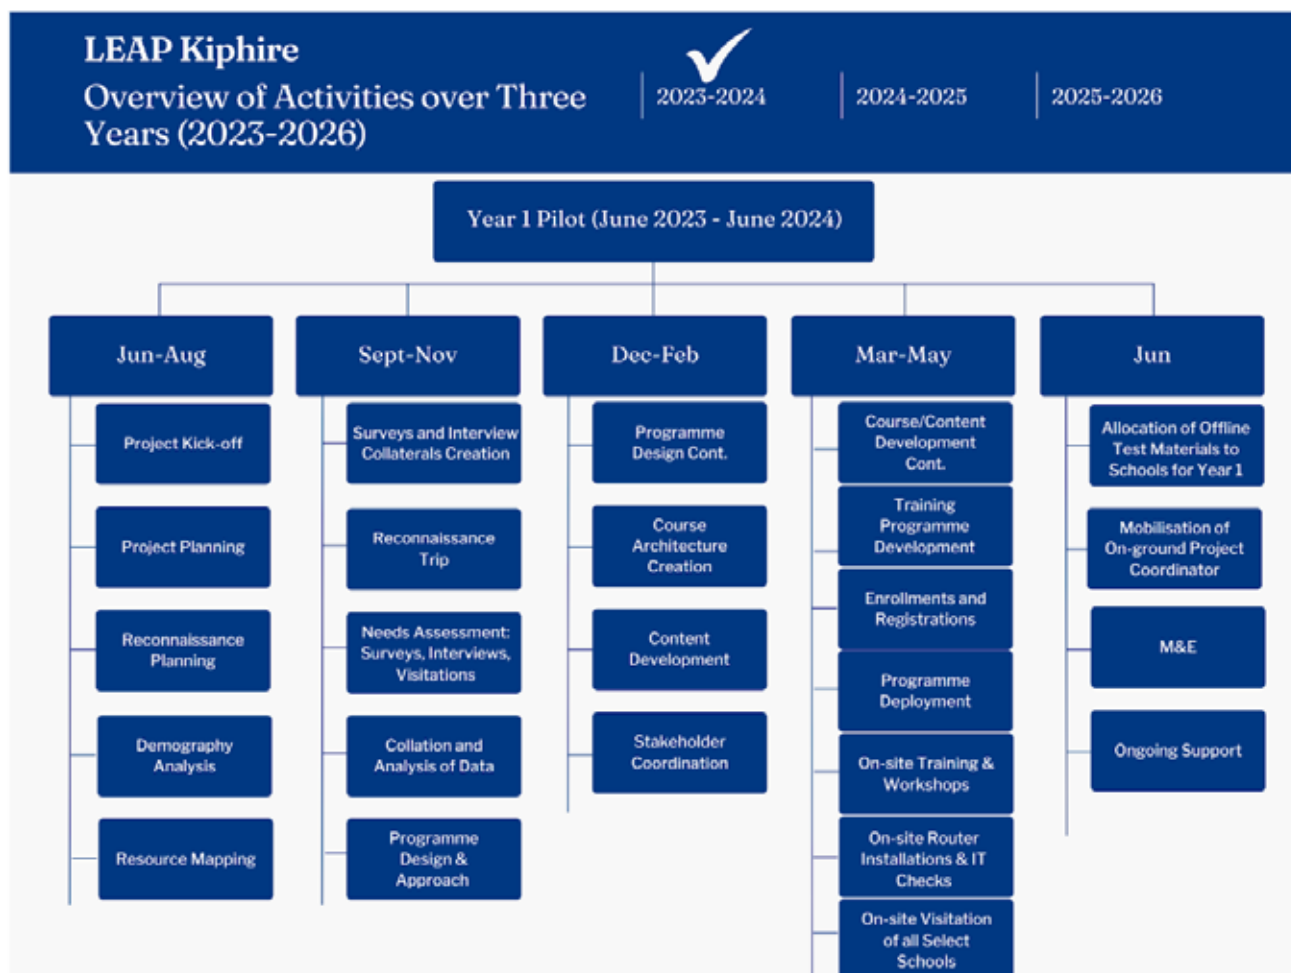 LEAP Kiphire
Overview of Activities over Three
Years (2023-2026)
2023-2024
2024-2025
2025-2026
Year 1 Pilot (June 2023 - June 2024)
Jun-Aug
Project Kick-off
Project Planning
Reconnaissance
Planning
Demography
Analysis
Resource Mapping
Sept-Nov
Surveys and Interview
Collaterals Creation
Reconnaissance
Trip
Needs Assessment:
Surveys, Interviews,
Visitations
Collation and
Analysis of Data
Programme
Design &
Approach
Dec-Feb
Programme
Design Cont.
Course
Architecture
Creation
Content
Development
Stakeholder
Coordination
Mar-May
Course/Content
Development
Cont.
Training
Programme
Development
Enrollments and
Registrations
Programme
Deployment
On-site Training &
Workshops
On-site Router
Installations & IT
Checks
On-site Visitation
of all Select
Schools
Jun
Allocation of Offline
Test Materials to
Schools for Year 1
Mobilisation of
On-ground Project
Coordinator
M&E
Ongoing Support